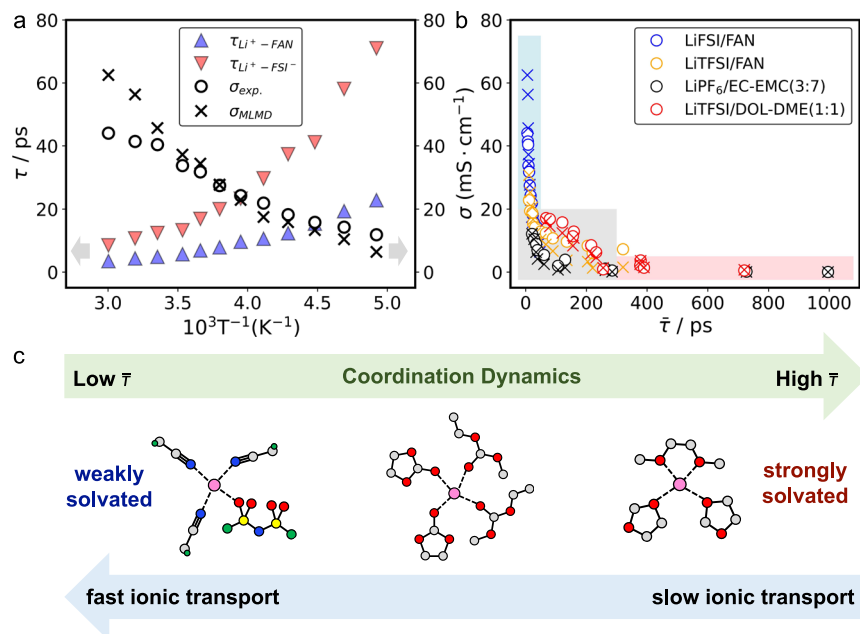 a
b
τ / ps
80
60
40
20
0
3.0 3.5 4.0 4.5 5.0
10³T⁻¹(K⁻¹)
τ Li⁺−FAN
τ Li⁺−FSI⁻
σexp.
σMLMD
80
60
40
20
0
σ (mS·cm⁻¹)
LiFSI/FAN
LiTFSI/FAN
LiPF₆/EC-EMC(3:7)
LiTFSI/DOL-DME(1:1)
0 200 400 600 800 1000
τ̄ / ps
c
Low τ̄
Coordination Dynamics
High τ̄
weakly
solvated
strongly
solvated
fast ionic transport
slow ionic transport